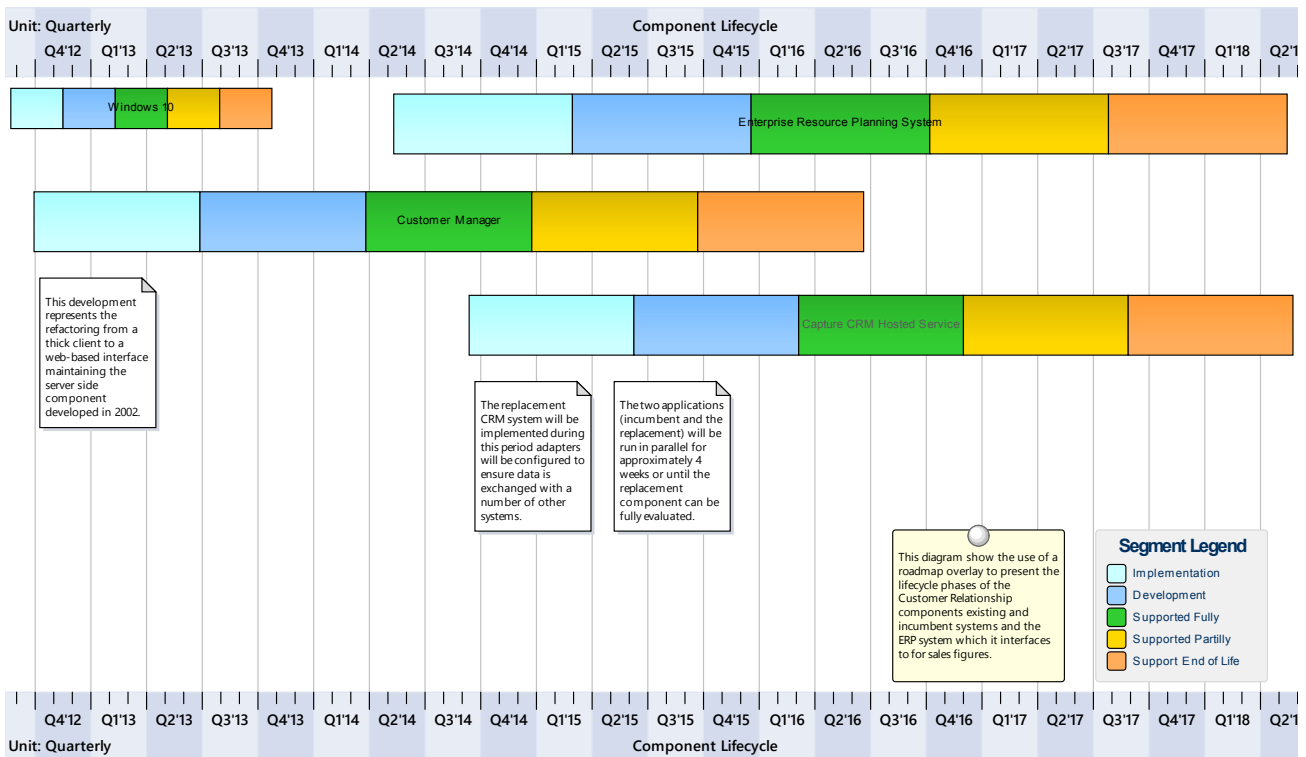 Unit: Quarterly Component Lifecycle
Q4'12 Q1'13 Q2'13 Q3'13 Q4'13 Q1'14 Q2'14 Q3'14 Q4'14 Q1'15 Q2'15 Q3'15 Q4'15 Q1'16 Q2'16 Q3'16 Q4'16 Q1'17 Q2'17 Q3'17 Q4'17 Q1'18 Q2'1
Windows 10
Enterprise Resource Planning System
Customer Manager
This development
represents the
refactoring from a
thick client to a
web-based interface
maintaining the
server side
component
developed in 2002.
Capture CRM Hosted Service
The replacement
CRM system will be
implemented during
this period adapters
will be configured to
ensure data is
exchanged with a
number of other
systems.
The two applications
(incumbent and the
replacement) will be
run in parallel for
approximately 4
weeks or until the
replacement
component can be
fully evaluated.
This diagram show the use of a
roadmap overlay to present the
lifecycle phases of the
Customer Relationship
components existing and
incumbent systems and the
ERP system which it interfaces
to for sales figures.
Segment Legend
Implementation
Development
Supported Fully
Supported Partilly
Support End of Life
Q4'12 Q1'13 Q2'13 Q3'13 Q4'13 Q1'14 Q2'14 Q3'14 Q4'14 Q1'15 Q2'15 Q3'15 Q4'15 Q1'16 Q2'16 Q3'16 Q4'16 Q1'17 Q2'17 Q3'17 Q4'17 Q1'18 Q2'1
Unit: Quarterly Component Lifecycle